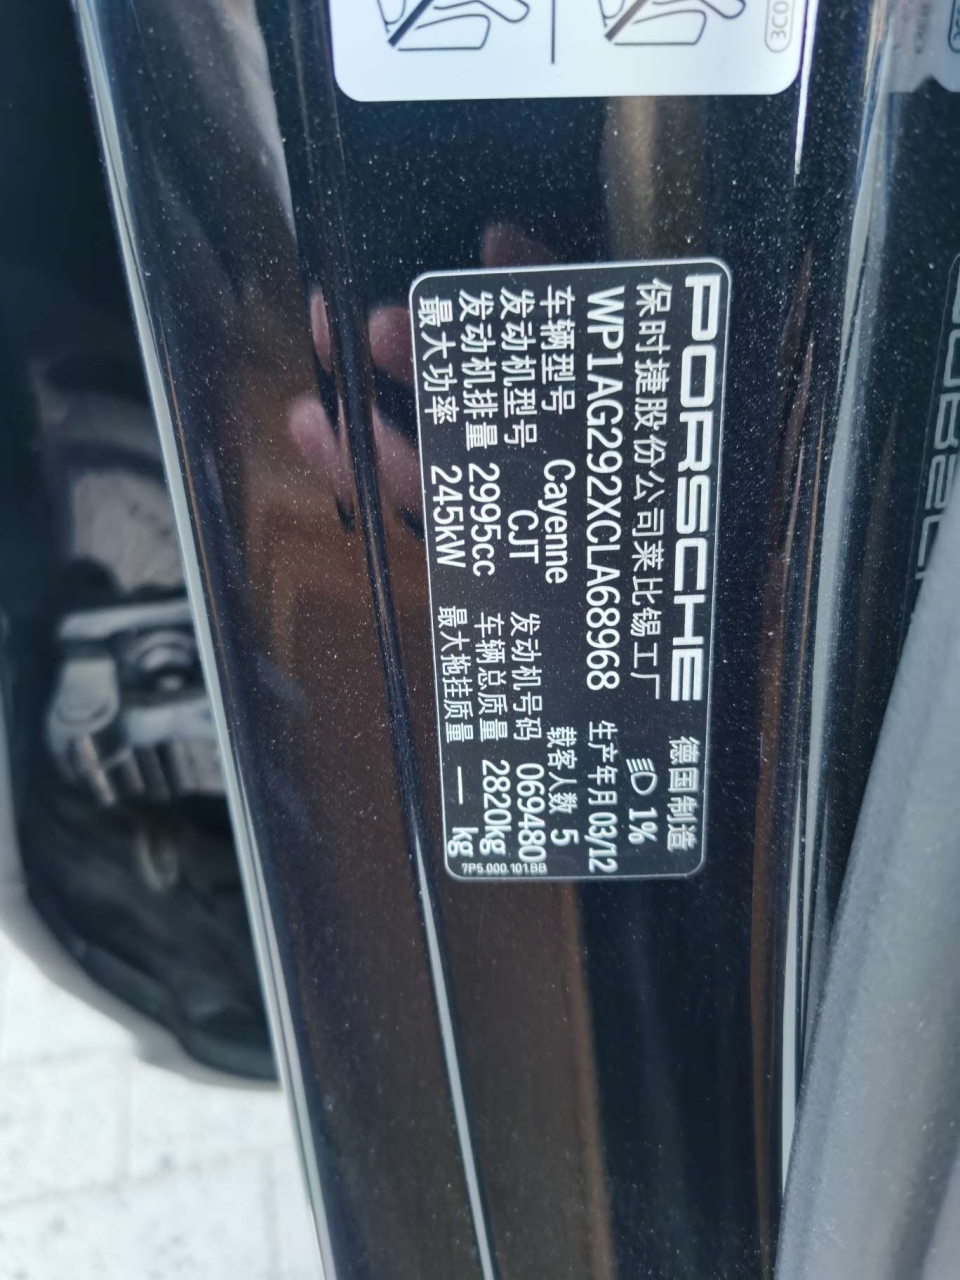 3C0
PORSCHE 德国制造
保时捷股份公司莱比锡工厂 1%
WP1AG292XCLA68968 生产年月 03/12
车辆型号 Cayenne 载客人数 5
发动机型号 CJT 发动机号码 069480
发动机排量 2995cc 车辆总质量 2820kg
最大功率 245kW 最大拖挂质量 — kg
7P5.000.101.BB